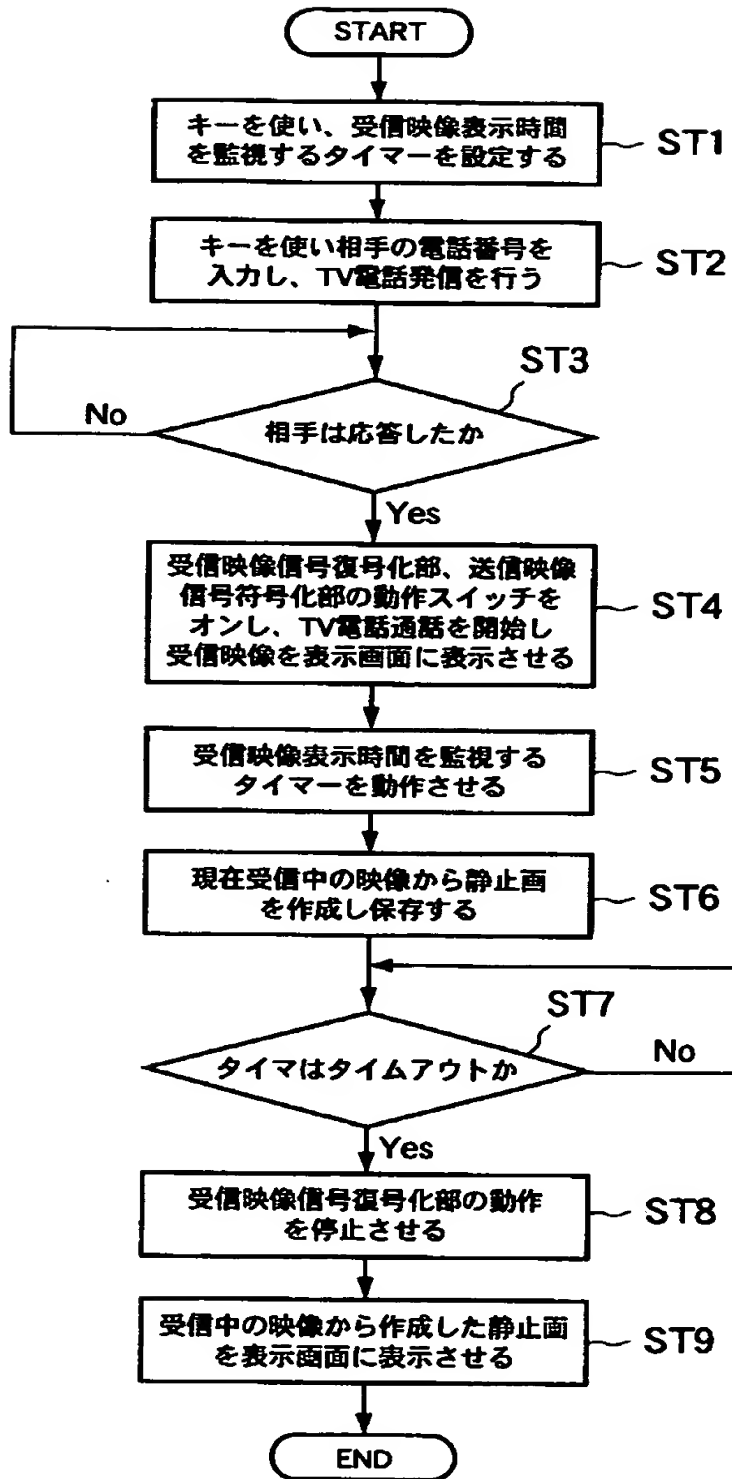 START
キーを使い、受信映像表示時間
を監視するタイマーを設定する
ST1
キーを使い相手の電話番号を
入力し、TV電話発信を行う
ST2
ST3
相手は応答したか
No
Yes
受信映像信号復号化部、送信映像
信号符号化部の動作スイッチを
オンし、TV電話通話を開始し
受信映像を表示画面に表示させる
ST4
受信映像表示時間を監視する
タイマーを動作させる
ST5
現在受信中の映像から静止画
を作成し保存する
ST6
ST7
タイマはタイムアウトか
No
Yes
受信映像信号復号化部の動作
を停止させる
ST8
受信中の映像から作成した静止画
を表示画面に表示させる
ST9
END